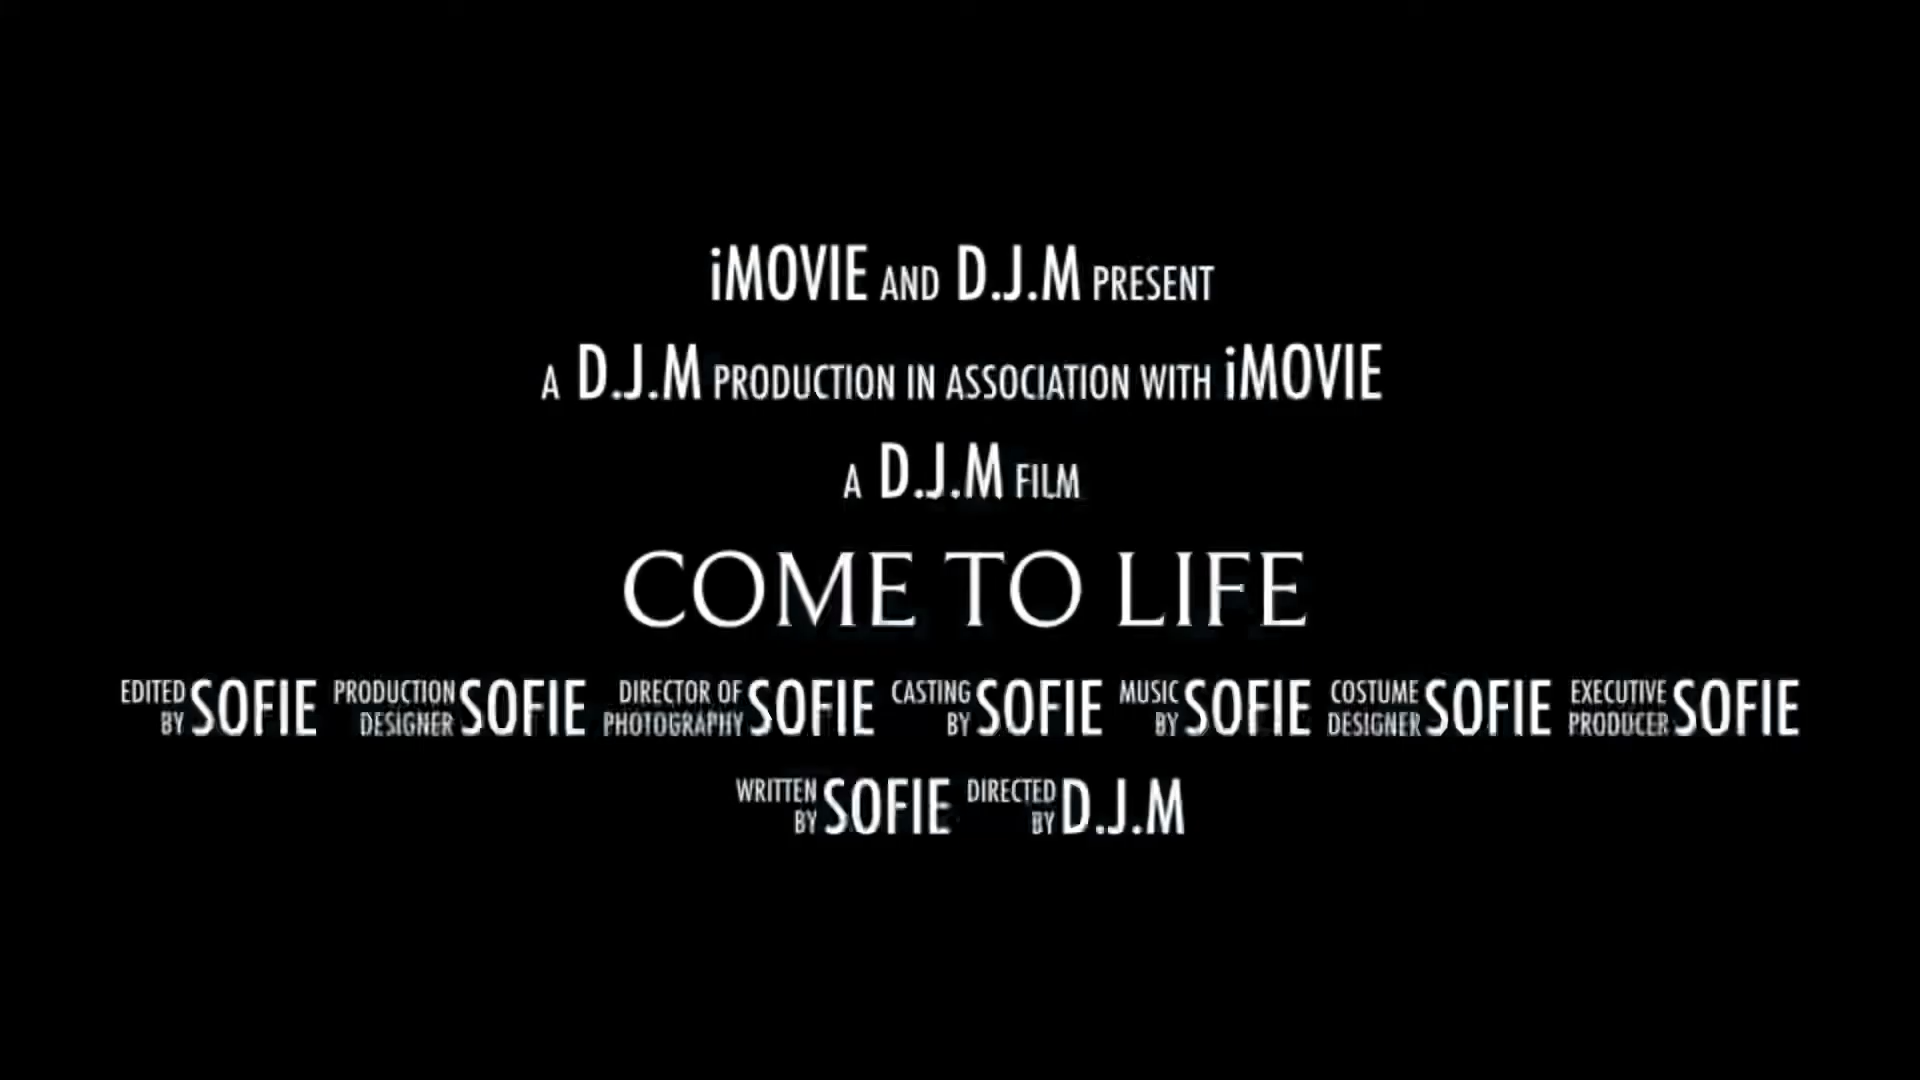 iMOVIE AND D.J.M PRESENT
A D.J.M PRODUCTION IN ASSOCIATION WITH iMOVIE
A D.J.M FILM
COME TO LIFE
EDITED BY SOFIE PRODUCTION DESIGNER SOFIE DIRECTOR OF PHOTOGRAPHY SOFIE CASTING BY SOFIE MUSIC BY SOFIE COSTUME DESIGNER SOFIE EXECUTIVE PRODUCER SOFIE
WRITTEN BY SOFIE DIRECTED BY D.J.M